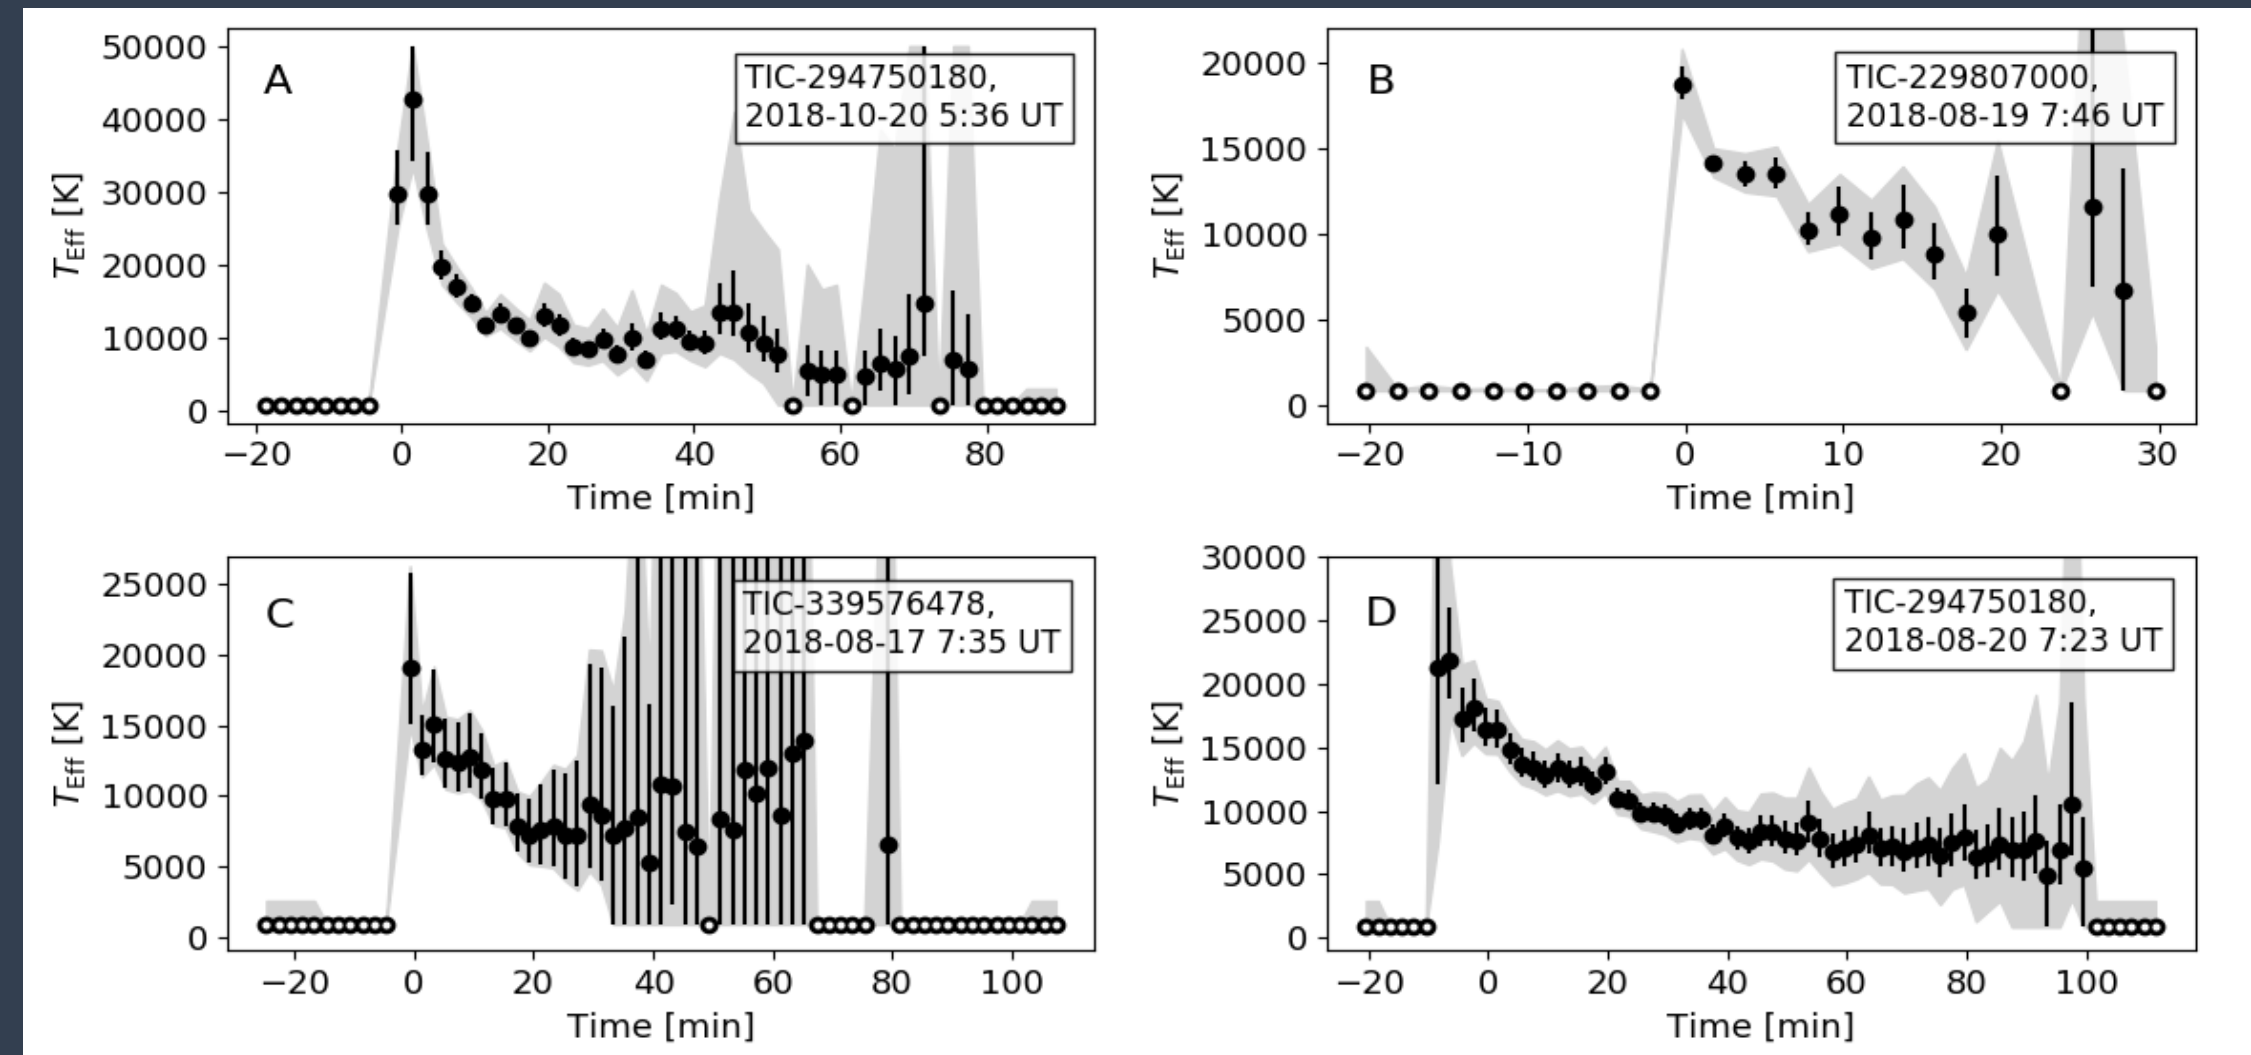 A
TIC-294750180,
2018-10-20 5:36 UT
50000
40000
30000
20000
10000
0
T_Eff [K]
−20 0 20 40 60 80
Time [min]
B
TIC-229807000,
2018-08-19 7:46 UT
20000
15000
10000
5000
0
T_Eff [K]
−20 −10 0 10 20 30
Time [min]
C
TIC-339576478,
2018-08-17 7:35 UT
25000
20000
15000
10000
5000
0
T_Eff [K]
−20 0 20 40 60 80 100
Time [min]
D
TIC-294750180,
2018-08-20 7:23 UT
30000
25000
20000
15000
10000
5000
0
T_Eff [K]
−20 0 20 40 60 80 100
Time [min]